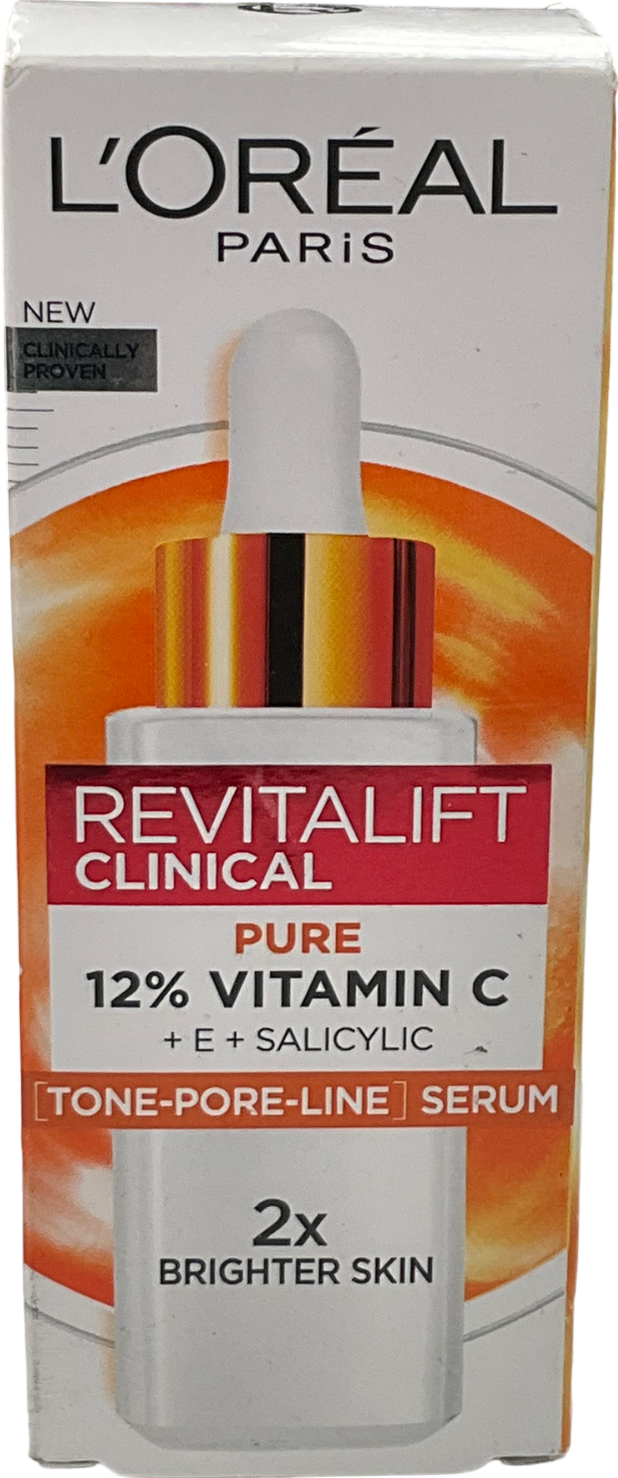 L'ORÉAL
PARiS
NEW
CLINICALLY
PROVEN
REVITALIFT
CLINICAL
PURE
12% VITAMIN C
+ E + SALICYLIC
[TONE-PORE-LINE] SERUM
2x
BRIGHTER SKIN